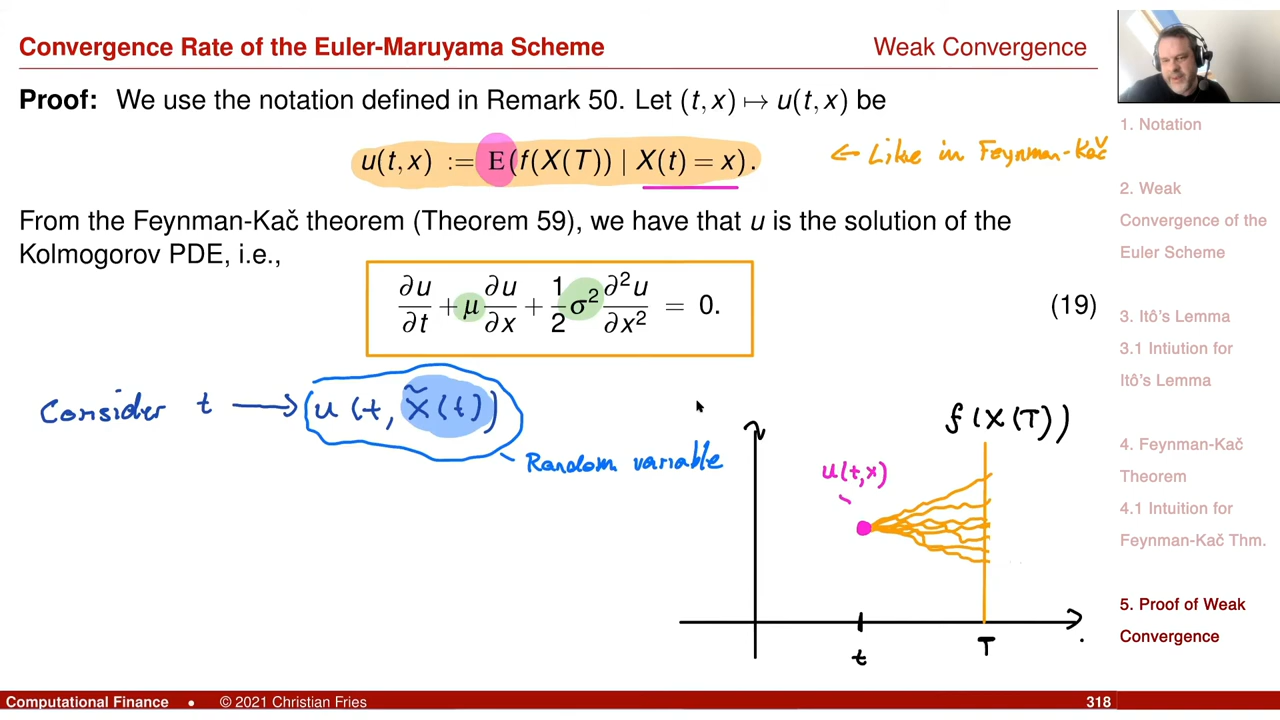 Convergence Rate of the Euler-Maruyama Scheme
Weak Convergence
Proof: We use the notation defined in Remark 50. Let (t, x) ↦ u(t, x) be
u(t, x) := E(f(X(T)) | X(t) = x).
← Like in Feynman-Kač
From the Feynman-Kač theorem (Theorem 59), we have that u is the solution of the
Kolmogorov PDE, i.e.,
∂u/∂t + μ ∂u/∂x + 1/2 σ² ∂²u/∂x² = 0.
(19)
Consider t → u(t, X̃(t))
Random variable
f(X(T))
u(t,x)
t
T
1. Notation
2. Weak
Convergence of the
Euler Scheme
3. Itô's Lemma
3.1 Intiution for
Itô's Lemma
4. Feynman-Kač
Theorem
4.1 Intuition for
Feynman-Kač Thm.
5. Proof of Weak
Convergence
Computational Finance • © 2021 Christian Fries
318